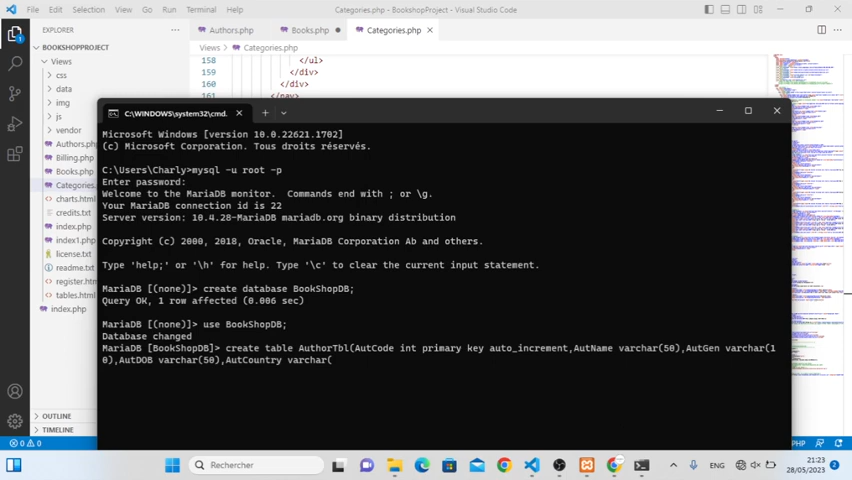 File Edit Selection View Go Run Terminal Help Categories.php - BookshopProject - Visual Studio Code
EXPLORER
Authors.php Books.php Categories.php
BOOKSHOPPROJECT
Views > Categories.php
Views
css
data
img
js
vendor
Authors.php
Billing.php
Books.php
Categories.
charts.html
credits.txt
index.php
index1.php
license.txt
readme.txt
register.htm
tables.html
index.php
158 </ul>
159 </div>
160 </div>
161 </nav>
C:\WINDOWS\system32\cmd.
Microsoft Windows [version 10.0.22621.1702]
(c) Microsoft Corporation. Tous droits réservés.
C:\Users\Charly>mysql -u root -p
Enter password:
Welcome to the MariaDB monitor.  Commands end with ; or \g.
Your MariaDB connection id is 22
Server version: 10.4.28-MariaDB mariadb.org binary distribution
Copyright (c) 2000, 2018, Oracle, MariaDB Corporation Ab and others.
Type 'help;' or '\h' for help. Type '\c' to clear the current input statement.
MariaDB [(none)]> create database BookShopDB;
Query OK, 1 row affected (0.006 sec)
MariaDB [(none)]> use BookShopDB;
Database changed
MariaDB [BookShopDB]> create table AuthorTbl(AutCode int primary key auto_increment,AutName varchar(50),AutGen varchar(1
0),AutDOB varchar(50),AutCountry varchar(
OUTLINE
TIMELINE
0 0
PHP
Rechercher
ENG
21:23
28/05/2023